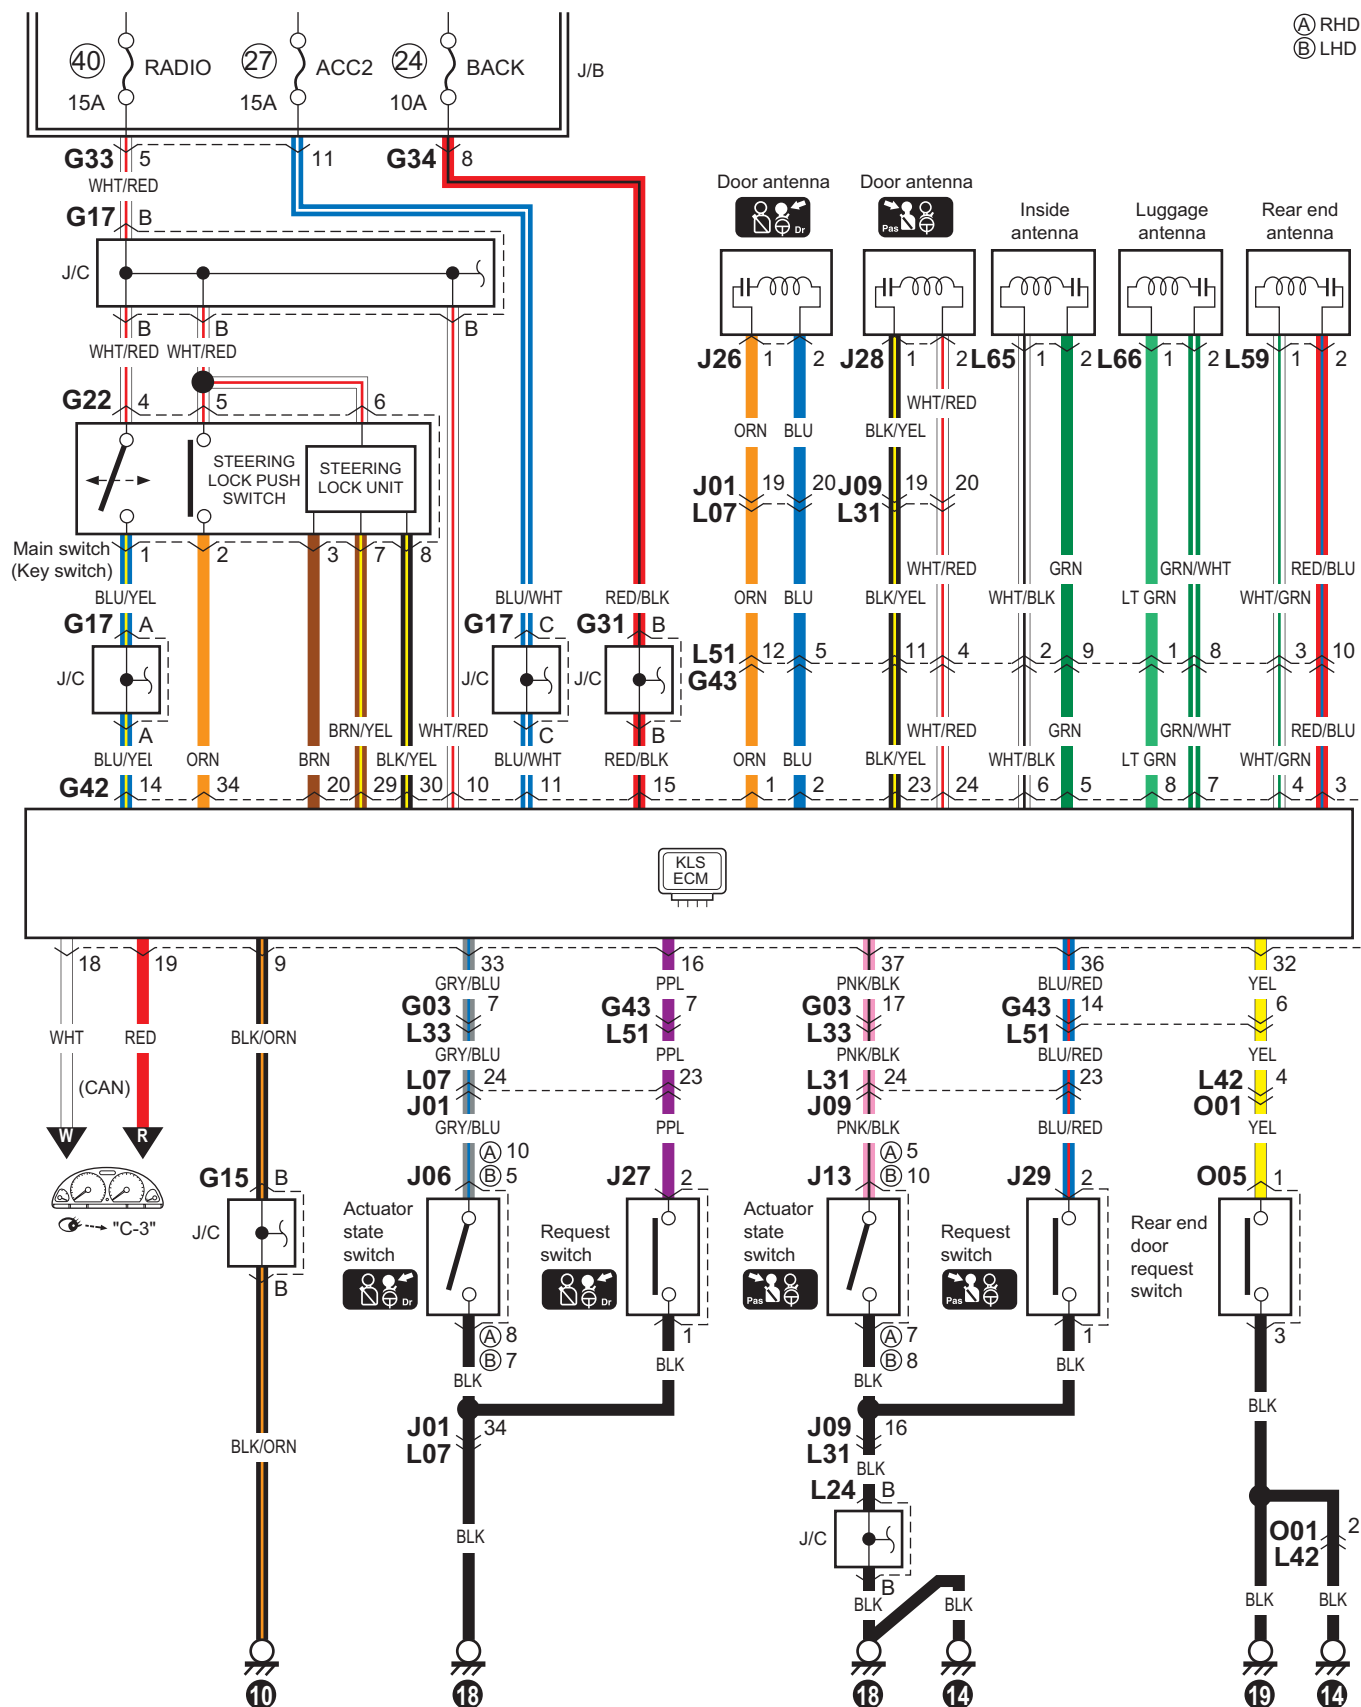 Ⓐ RHD
Ⓑ LHD
40 RADIO 27 ACC2 24 BACK J/B
15A 15A 10A
G33 5 11 G34 8
WHT/RED
Door antenna Door antenna
Dr Pas
Inside antenna Luggage antenna Rear end antenna
G17 B
J/C
B B B
WHT/RED WHT/RED
J26 1 2 J28 1 2 L65 1 2 L66 1 2 L59 1 2
WHT/RED
G22 4 5 6
ORN BLU BLK/YEL
STEERING LOCK PUSH SWITCH
STEERING LOCK UNIT
J01 19 20 J09 19 20
L07 L31
Main switch (Key switch)
1 2 3 7 8
WHT/RED GRN GRN/WHT RED/BLU
BLU/YEL BLU/WHT RED/BLK ORN BLU BLK/YEL WHT/BLK LT GRN WHT/GRN
G17 A G17 C G31 B
L51 12 5 11 4 2 9 1 8 3 10
G43
J/C J/C J/C
A C B
BRN/YEL WHT/RED WHT/RED GRN GRN/WHT RED/BLU
BLU/YEL ORN BRN BLK/YEL BLU/WHT RED/BLK ORN BLU BLK/YEL WHT/BLK LT GRN WHT/GRN
G42 14 34 20 29 30 10 11 15 1 2 23 24 6 5 8 7 4 3
KLS
ECM
18 19 9 33 16 37 36 32
GRY/BLU PPL PNK/BLK BLU/RED YEL
G03 7 G43 7 G03 17 G43 14 6
L33 L51 L33 L51
WHT RED BLK/ORN
GRY/BLU PPL PNK/BLK BLU/RED YEL
(CAN)
L07 24 23 L31 24 23 L42 4
J01 J09 O01
W R
GRY/BLU PPL PNK/BLK BLU/RED YEL
Ⓐ 10 Ⓐ 5
J06 Ⓑ 5 J27 2 J13 Ⓑ 10 J29 2 O05 1
G15 B
"C-3"
J/C
B
Actuator state switch
Dr
Request switch
Dr
Actuator state switch
Pas
Request switch
Pas
Rear end door request switch
Ⓐ 8 1 Ⓐ 7 1 3
Ⓑ 7 Ⓑ 8
BLK BLK BLK BLK
BLK
J01 34 J09 16
L07 L31
BLK/ORN
BLK
L24 B
J/C
BLK
B
O01 2
L42
BLK BLK BLK BLK
10 18 18 14 19 14